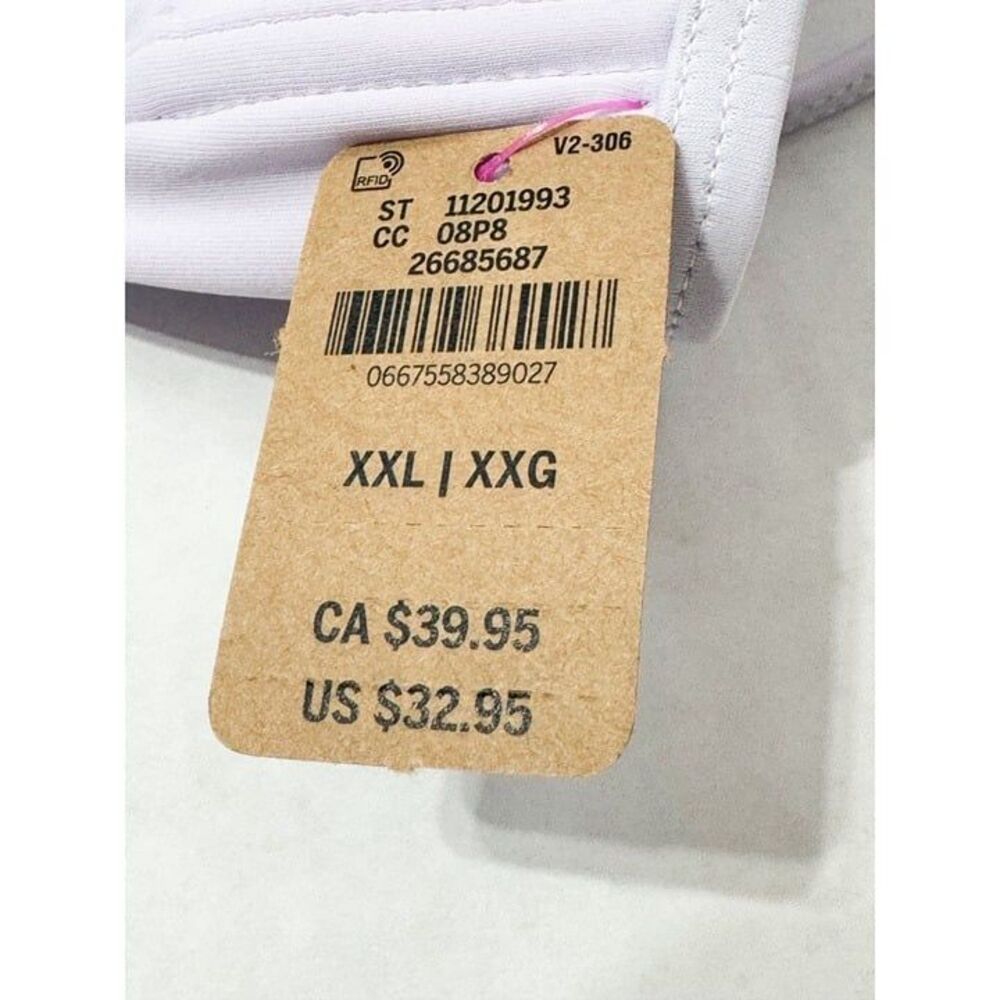 V2-306
RFID
ST 11201993
CC 08P8
26685687
0667558389027
XXL | XXG
CA $39.95
US $32.95